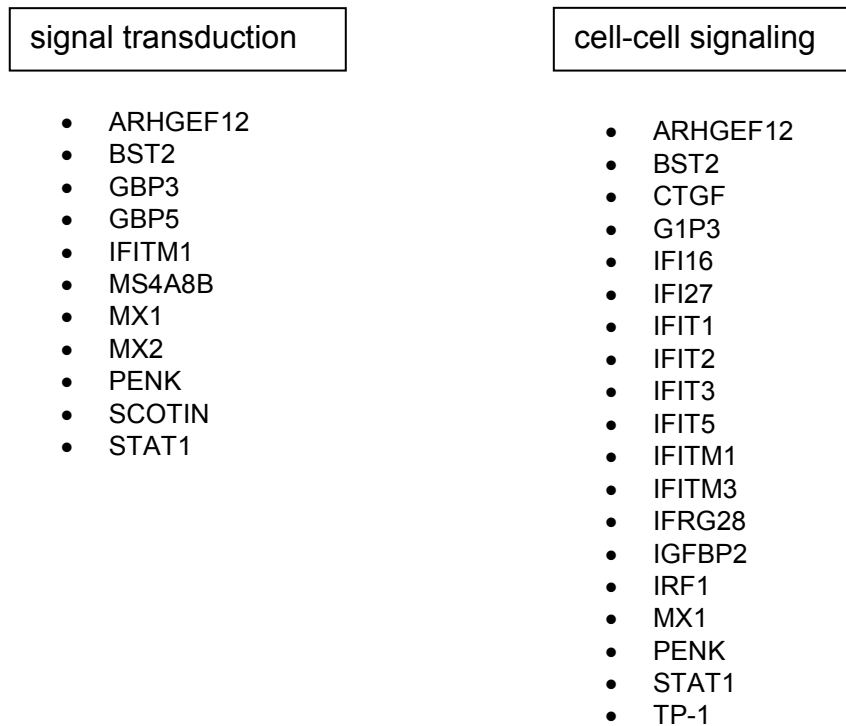 signal transduction
• ARHGEF12
• BST2
• GBP3
• GBP5
• IFITM1
• MS4A8B
• MX1
• MX2
• PENK
• SCOTIN
• STAT1
cell-cell signaling
• ARHGEF12
• BST2
• CTGF
• G1P3
• IFI16
• IFI27
• IFIT1
• IFIT2
• IFIT3
• IFIT5
• IFITM1
• IFITM3
• IFRG28
• IGFBP2
• IRF1
• MX1
• PENK
• STAT1
• TP-1